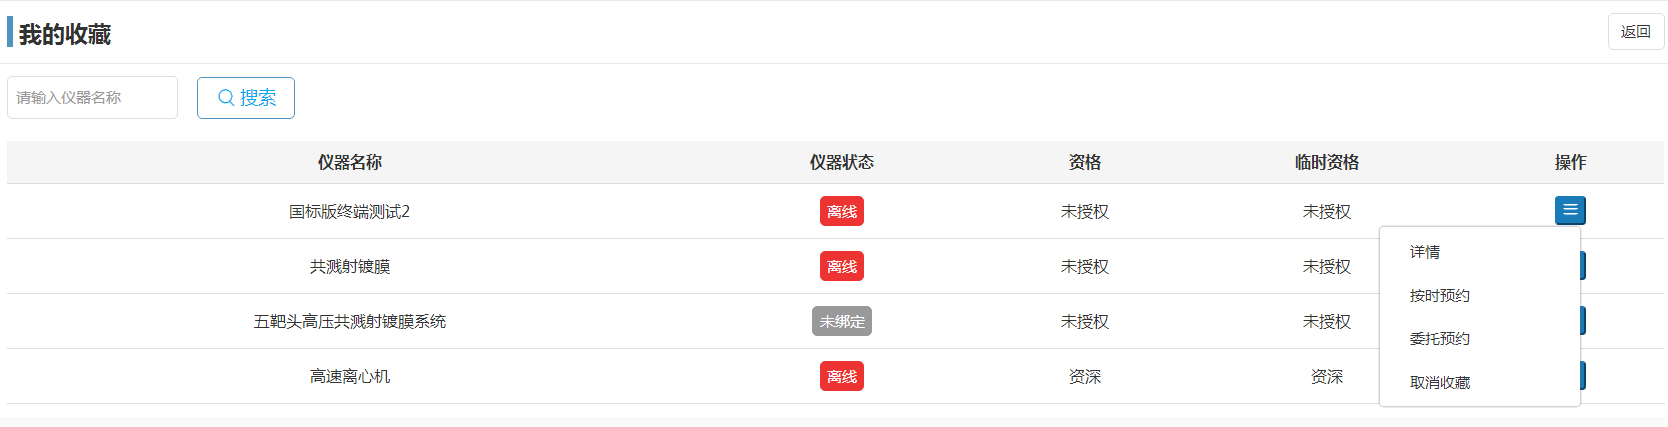 我的收藏
返回
请输入仪器名称
搜索
仪器名称 仪器状态 资格 临时资格 操作
国标版终端测试2 离线 未授权 未授权
共溅射镀膜 离线 未授权 未授权
五靶头高压共溅射镀膜系统 未绑定 未授权 未授权
高速离心机 离线 资深 资深
详情
按时预约
委托预约
取消收藏